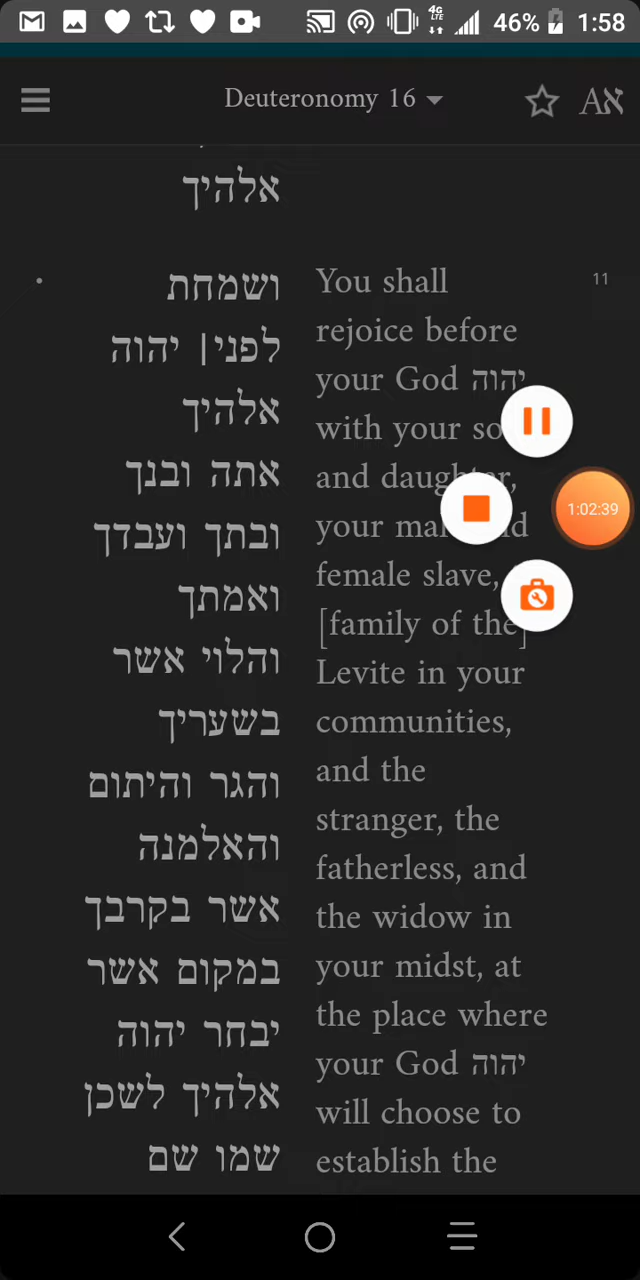 46% 1:58
Deuteronomy 16
Aא
אלהיך
ושמחת
לפני| יהוה
אלהיך
אתה ובנך
ובתך ועבדך
ואמתך
והלוי אשר
בשעריך
והגר והיתום
והאלמנה
אשר בקרבך
במקום אשר
יבחר יהוה
אלהיך לשכן
שמו שם
11
You shall
rejoice before
your God יהוה
with your
and daughter,
your
female slave,
[family of the]
Levite in your
communities,
and the
stranger, the
fatherless, and
the widow in
your midst, at
the place where
your God יהוה
will choose to
establish the
1:02:39